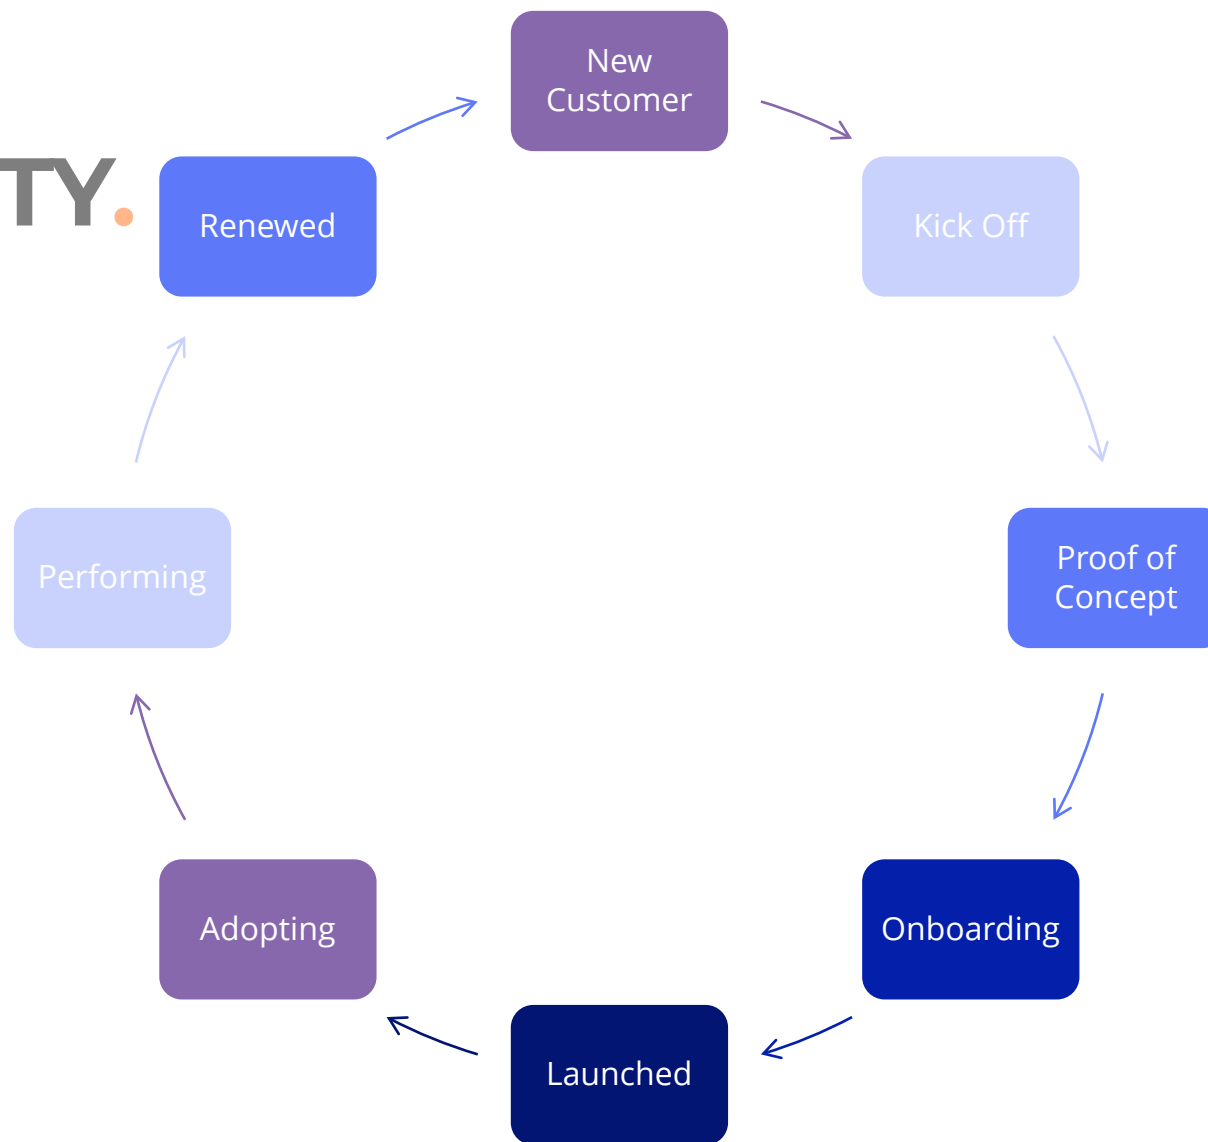 New
Customer
Kick Off
Proof of
Concept
Onboarding
Launched
Adopting
Performing
Renewed
TY.